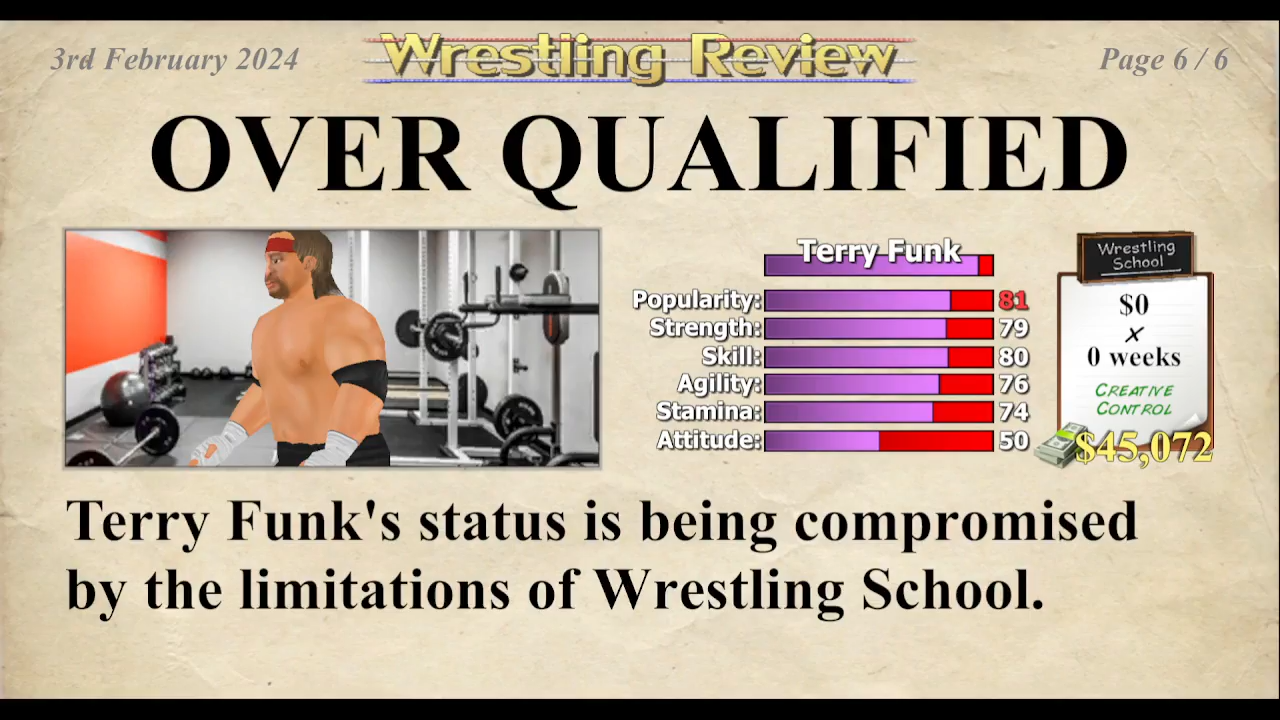 3rd February 2024
Wrestling Review
Page 6 / 6
OVER QUALIFIED
Terry Funk
Popularity: 81
Strength: 79
Skill: 80
Agility: 76
Stamina: 74
Attitude: 50
Wrestling
School
$0
x
0 weeks
CREATIVE
CONTROL
$45,072
Terry Funk's status is being compromised
by the limitations of Wrestling School.